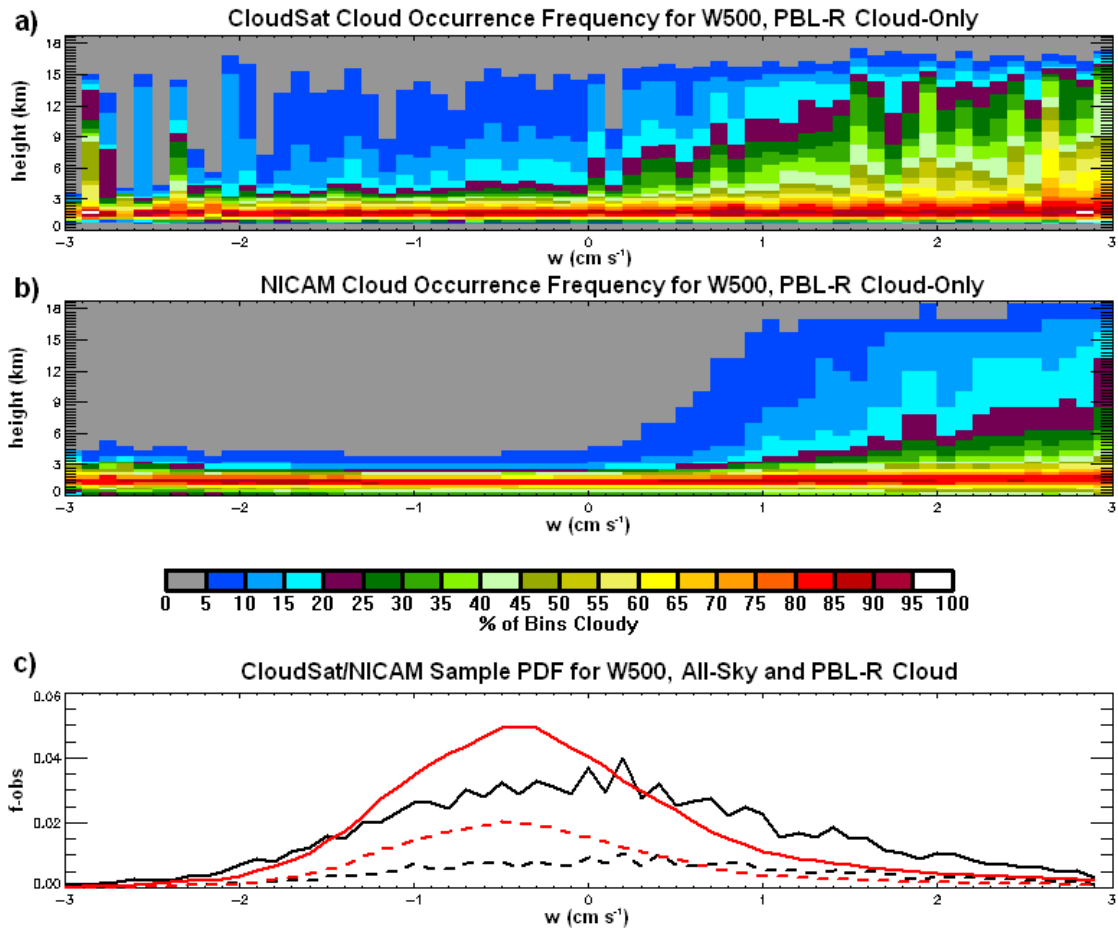 a)
CloudSat Cloud Occurrence Frequency for W500, PBL-R Cloud-Only
height (km)
18
15
12
9
6
3
0
−3 −2 −1 0 1 2 3
w (cm s⁻¹)
b)
NICAM Cloud Occurrence Frequency for W500, PBL-R Cloud-Only
height (km)
18
15
12
9
6
3
0
−3 −2 −1 0 1 2 3
w (cm s⁻¹)
0 5 10 15 20 25 30 35 40 45 50 55 60 65 70 75 80 85 90 95 100
% of Bins Cloudy
c)
CloudSat/NICAM Sample PDF for W500, All-Sky and PBL-R Cloud
f-obs
0.06
0.04
0.02
0.00
−3 −2 −1 0 1 2 3
w (cm s⁻¹)